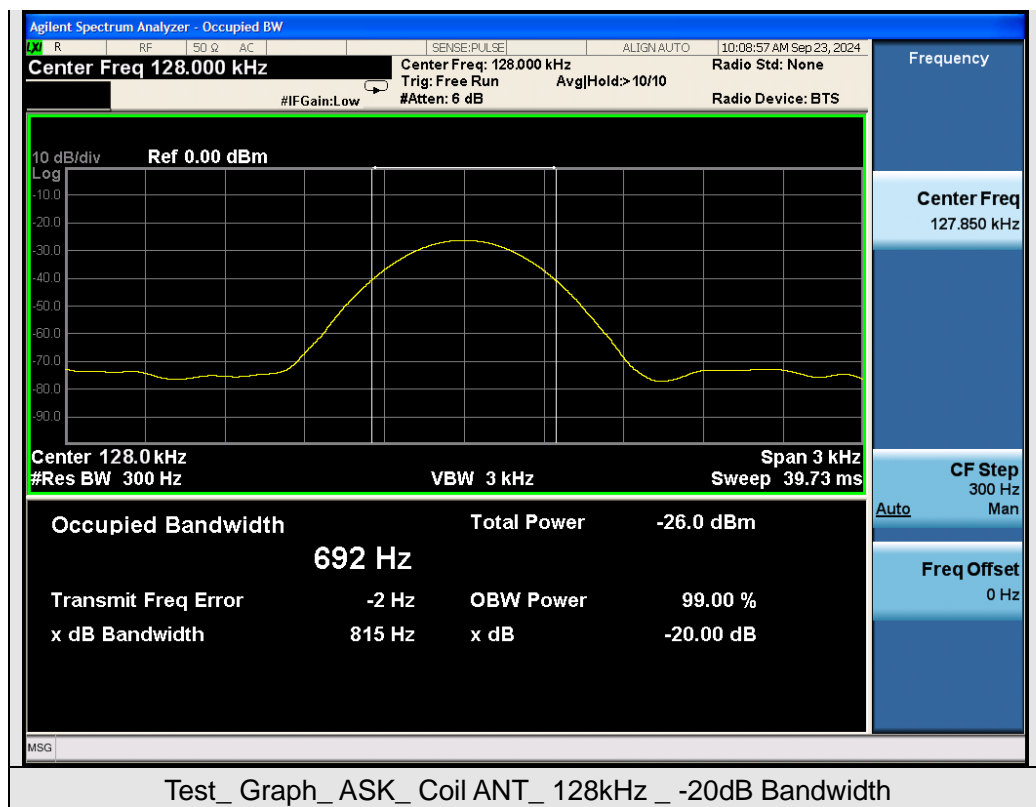 Agilent Spectrum Analyzer - Occupied BW
LXI R RF 50 Ω AC SENSE:PULSE ALIGN AUTO 10:08:57 AM Sep 23, 2024
Center Freq 128.000 kHz Center Freq: 128.000 kHz Radio Std: None
Trig: Free Run Avg|Hold:> 10/10
#IFGain:Low #Atten: 6 dB Radio Device: BTS
10 dB/div Ref 0.00 dBm
Log
-10.0
-20.0
-30.0
-40.0
-50.0
-60.0
-70.0
-80.0
-90.0
Center 128.0 kHz Span 3 kHz
#Res BW 300 Hz VBW 3 kHz Sweep 39.73 ms
Occupied Bandwidth Total Power -26.0 dBm
692 Hz
Transmit Freq Error -2 Hz OBW Power 99.00 %
x dB Bandwidth 815 Hz x dB -20.00 dB
MSG
Frequency
Center Freq
127.850 kHz
CF Step
300 Hz
Auto Man
Freq Offset
0 Hz
Test_ Graph_ ASK_ Coil ANT_ 128kHz _ -20dB Bandwidth